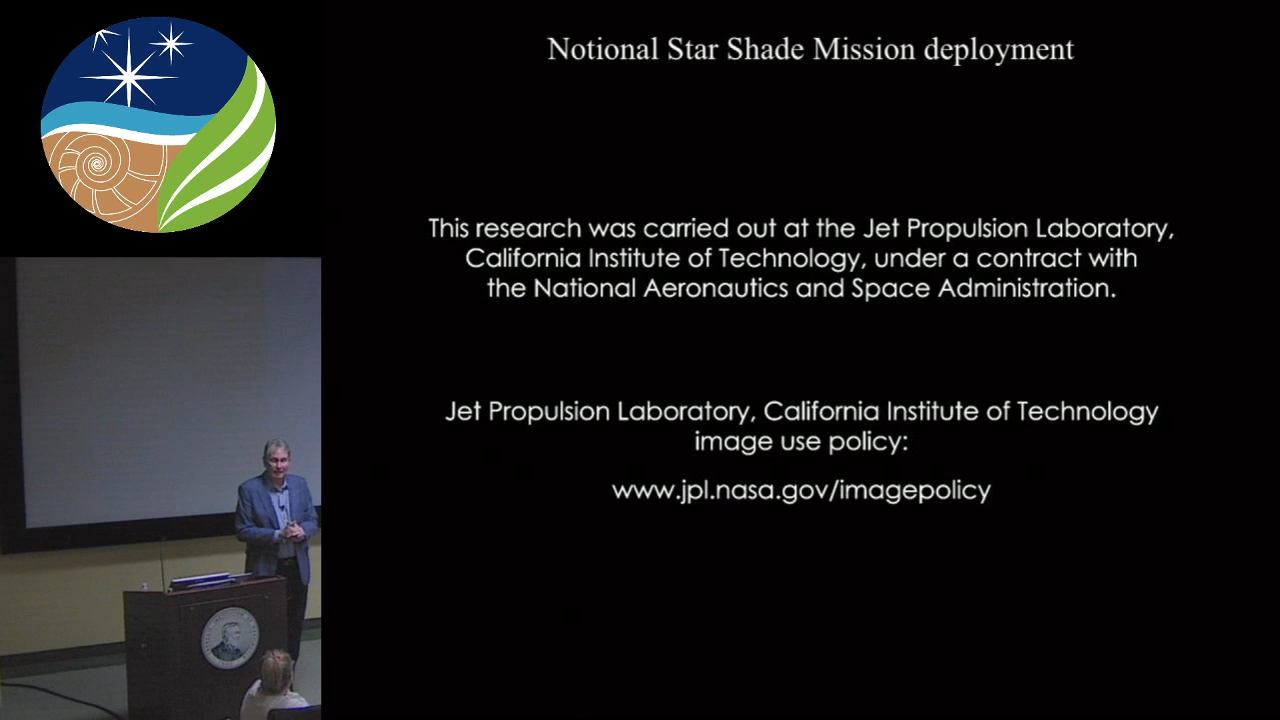 Notional Star Shade Mission deployment
This research was carried out at the Jet Propulsion Laboratory,
California Institute of Technology, under a contract with
the National Aeronautics and Space Administration.
Jet Propulsion Laboratory, California Institute of Technology
image use policy:
www.jpl.nasa.gov/imagepolicy